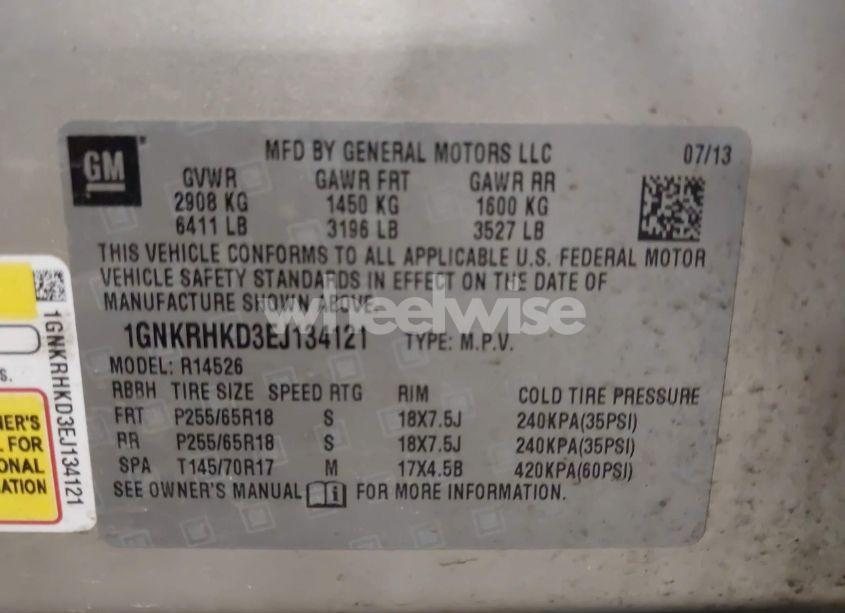 GM
MFD BY GENERAL MOTORS LLC 07/13
GVWR GAWR FRT GAWR RR
2908 KG 1450 KG 1600 KG
6411 LB 3196 LB 3527 LB
THIS VEHICLE CONFORMS TO ALL APPLICABLE U.S. FEDERAL MOTOR
VEHICLE SAFETY STANDARDS IN EFFECT ON THE DATE OF
MANUFACTURE SHOWN ABOVE.
wheelwise
1GNKRHKD3EJ134121 TYPE: M.P.V.
MODEL: R14526
RBBH TIRE SIZE SPEED RTG RIM COLD TIRE PRESSURE
FRT P255/65R18 S 18X7.5J 240KPA(35PSI)
RR P255/65R18 S 18X7.5J 240KPA(35PSI)
SPA T145/70R17 M 17X4.5B 420KPA(60PSI)
SEE OWNER'S MANUAL i FOR MORE INFORMATION.
1GNKRHKD3EJ134121
S.
NER'S
L FOR
ONAL
ATION